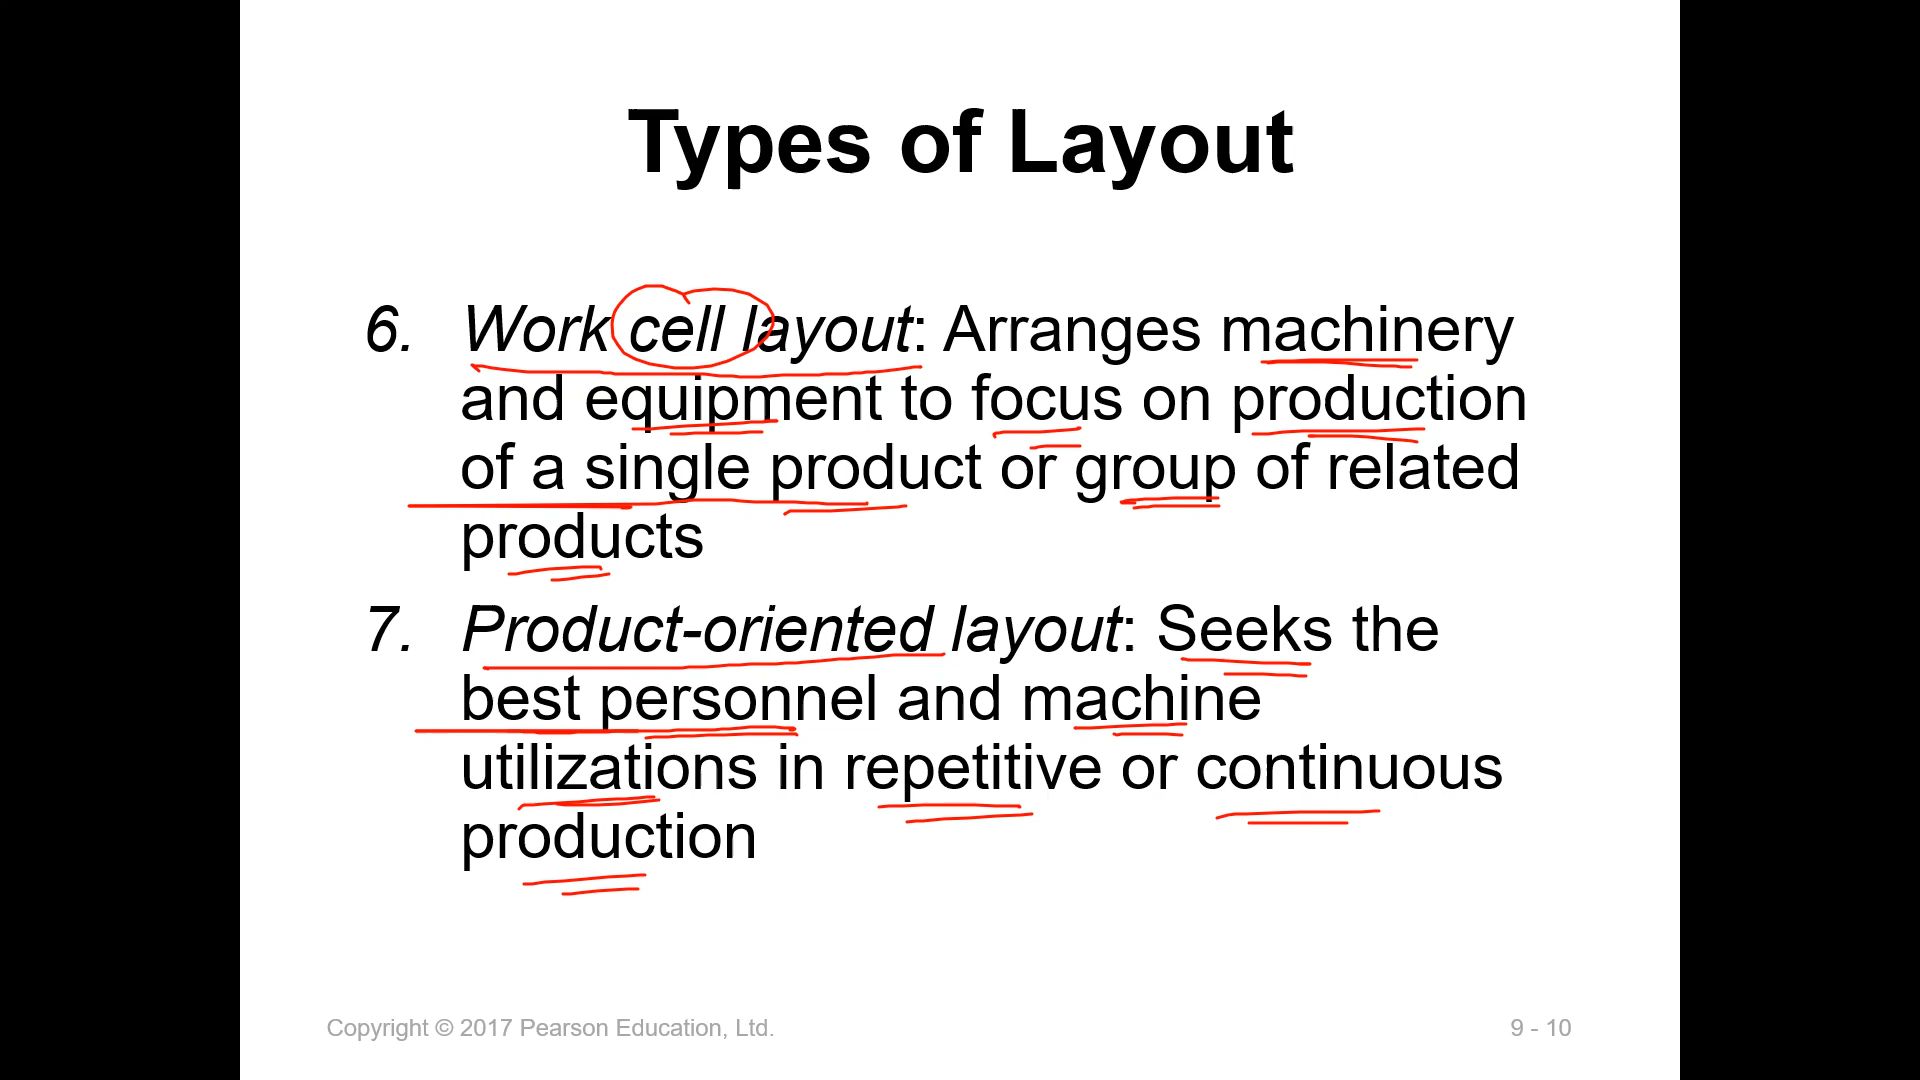 Types of Layout
6. Work cell layout: Arranges machinery
and equipment to focus on production
of a single product or group of related
products
7. Product-oriented layout: Seeks the
best personnel and machine
utilizations in repetitive or continuous
production
Copyright © 2017 Pearson Education, Ltd. 9 - 10